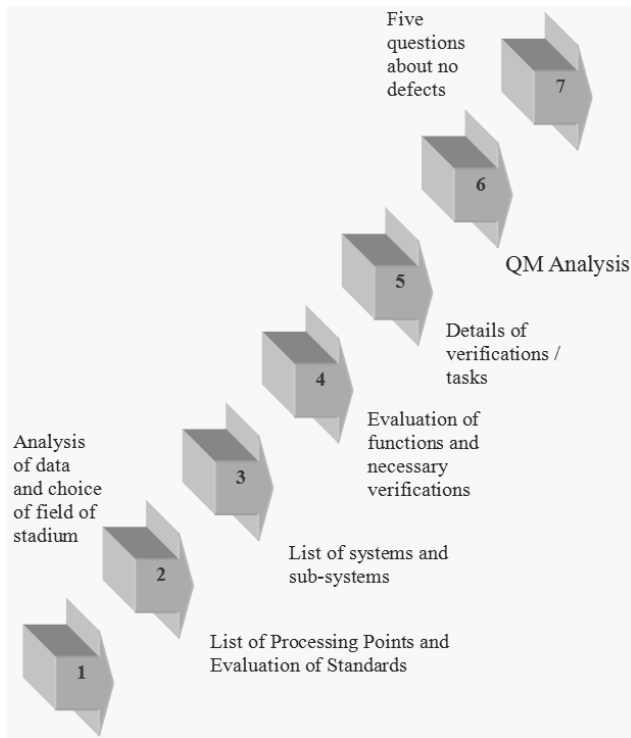 Five
questions
about no
defects
7
6
QM Analysis
5
Details of
verifications /
tasks
4
Evaluation of
functions and
necessary
verifications
Analysis
of data
and choice
of field of
stadium
3
List of systems and
sub-systems
2
List of Processing Points and
Evaluation of Standards
1